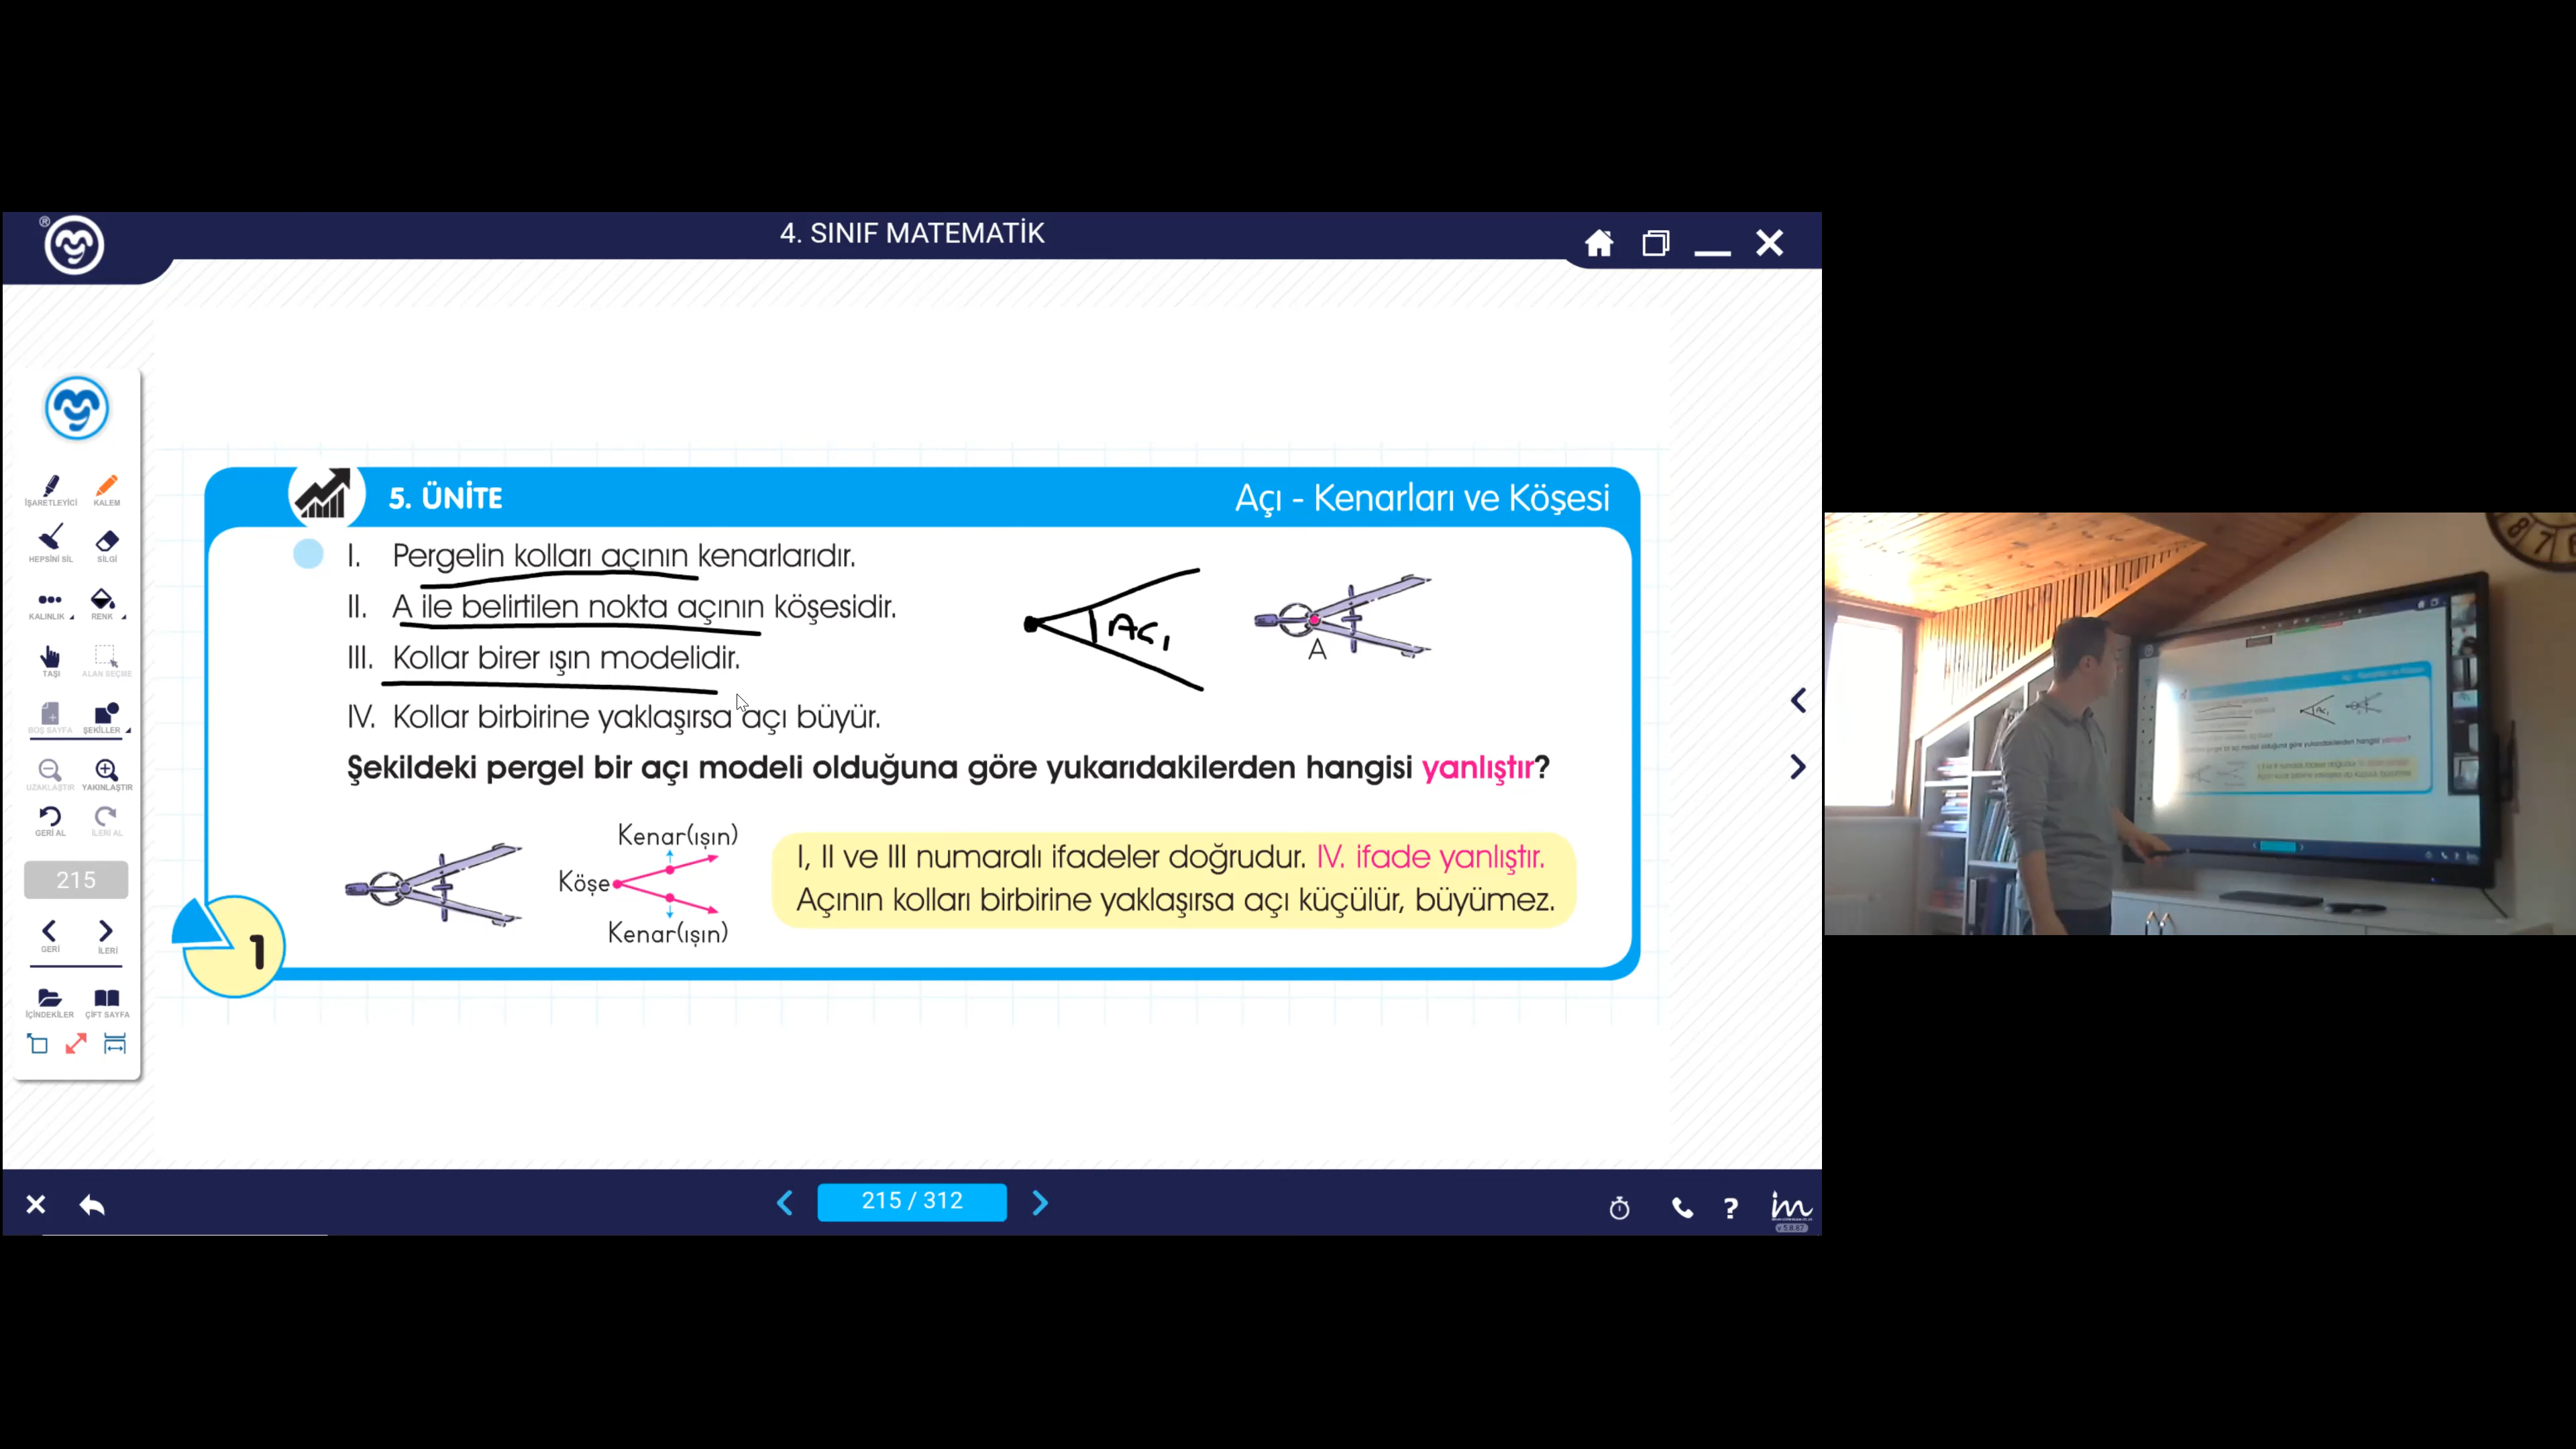 4. SINIF MATEMATİK
İŞARETLEYİCİ
KALEM
HEPSİNİ SİL
SİLGİ
KALINLIK
RENK
TAŞI
ALAN SEÇME
BOŞ SAYFA
ŞEKİLLER
UZAKLAŞTIR
YAKINLAŞTIR
GERİ AL
İLERİ AL
215
GERİ
İLERİ
İÇİNDEKİLER
ÇİFT SAYFA
5. ÜNİTE
Açı - Kenarları ve Köşesi
I. Pergelin kolları açının kenarlarıdır.
II. A ile belirtilen nokta açının köşesidir.
III. Kollar birer ışın modelidir.
IV. Kollar birbirine yaklaşırsa açı büyür.
Açı
A
Şekildeki pergel bir açı modeli olduğuna göre yukarıdakilerden hangisi yanlıştır?
Kenar(ışın)
Köşe
Kenar(ışın)
I, II ve III numaralı ifadeler doğrudur. IV. ifade yanlıştır.
Açının kolları birbirine yaklaşırsa açı küçülür, büyümez.
1
215 / 312
?
im
8 7 6